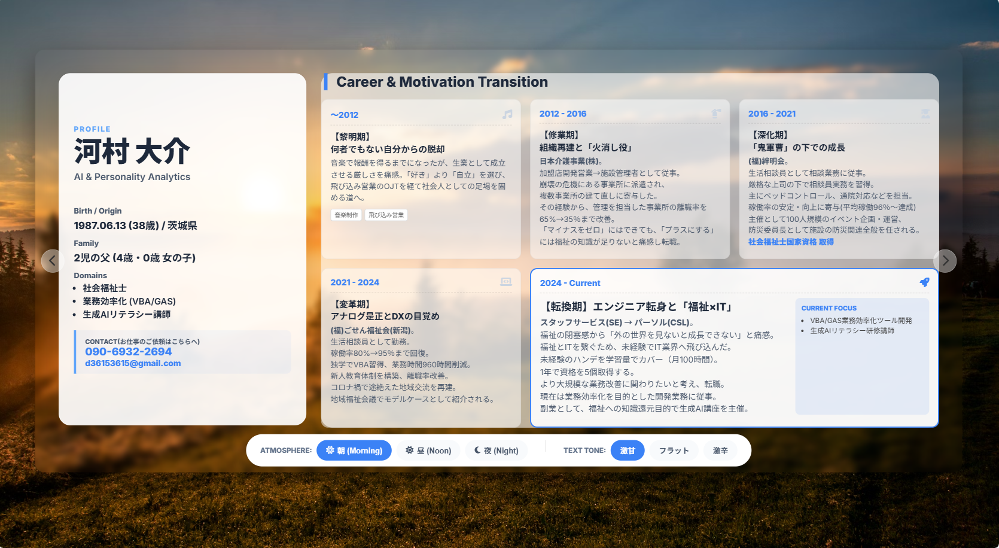 PROFILE
河村 大介
AI & Personality Analytics
Birth / Origin
1987.06.13 (38歳) / 茨城県
Family
2児の父 (4歳・0歳 女の子)
Domains
社会福祉士
業務効率化 (VBA/GAS)
生成AIリテラシー講師
CONTACT(お仕事のご依頼はこちらへ)
090-6932-2694
d36153615@gmail.com
Career & Motivation Transition
〜2012
【黎明期】
何者でもない自分からの脱却
音楽で報酬を得るまでになったが、生業として成立
させる厳しさを痛感。「好き」より「自立」を選び、
飛び込み営業のOJTを経て社会人としての足場を固
める道へ。
音楽制作 飛び込み営業
2012 - 2016
【修業期】
組織再建と「火消し役」
日本介護事業(株)。
加盟店開発営業→施設管理者として従事。
崩壊の危機にある事業所に派遣され、
複数事業所の建て直しに寄与した。
その経験から、管理を担当した事業所の離職率を
65%→35%まで改善。
「マイナスをゼロ」にはできても、「プラスにする」
には福祉の知識が足りないと痛感し転職。
2016 - 2021
【深化期】
「鬼軍曹」の下での成長
(福)絆明会。
生活相談員として相談業務に従事。
厳格な上司の下で相談員実務を習得。
主にベッドコントロール、通院対応などを担当。
稼働率の安定・向上に寄与(平均稼働96%〜達成)
主催として100人規模のイベント企画・運営、
防災委員長として施設の防災関連全般を任される。
社会福祉士国家資格 取得
2021 - 2024
【変革期】
アナログ是正とDXの目覚め
(福)ごせん福祉会(新潟)。
生活相談員として勤務。
稼働率80%→95%まで回復。
独学でVBA習得、業務時間960時間削減。
新人教育体制を構築、離職率改善。
コロナ禍で途絶えた地域交流を再建。
地域福祉会議でモデルケースとして紹介される。
2024 - Current
【転換期】エンジニア転身と「福祉×IT」
スタッフサービス(SE) → パーソル(CSL)。
福祉の閉塞感から「外の世界を見ないと成長できない」と痛感。
福祉とITを繋ぐため、未経験でIT業界へ飛び込んだ。
未経験のハンデを学習量でカバー（月100時間）。
1年で資格を5個取得する。
より大規模な業務改善に関わりたいと考え、転職。
現在は業務効率化を目的とした開発業務に従事。
副業として、福祉への知識還元目的で生成AI講座を主催。
CURRENT FOCUS
VBA/GAS業務効率化ツール開発
生成AIリテラシー研修講師
ATMOSPHERE: 朝 (Morning) 昼 (Noon) 夜 (Night) TEXT TONE: 激甘 フラット 激辛